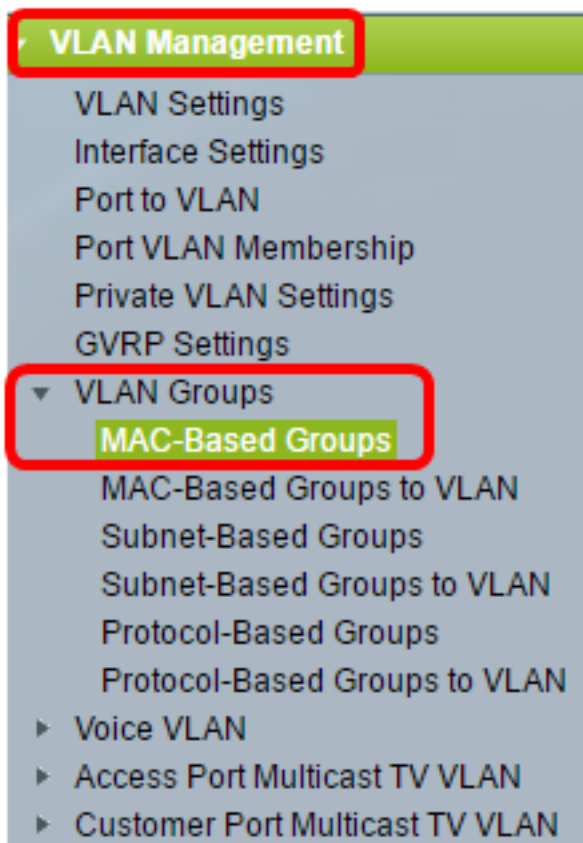 VLAN Management
VLAN Settings
Interface Settings
Port to VLAN
Port VLAN Membership
Private VLAN Settings
GVRP Settings
VLAN Groups
MAC-Based Groups
MAC-Based Groups to VLAN
Subnet-Based Groups
Subnet-Based Groups to VLAN
Protocol-Based Groups
Protocol-Based Groups to VLAN
Voice VLAN
Access Port Multicast TV VLAN
Customer Port Multicast TV VLAN